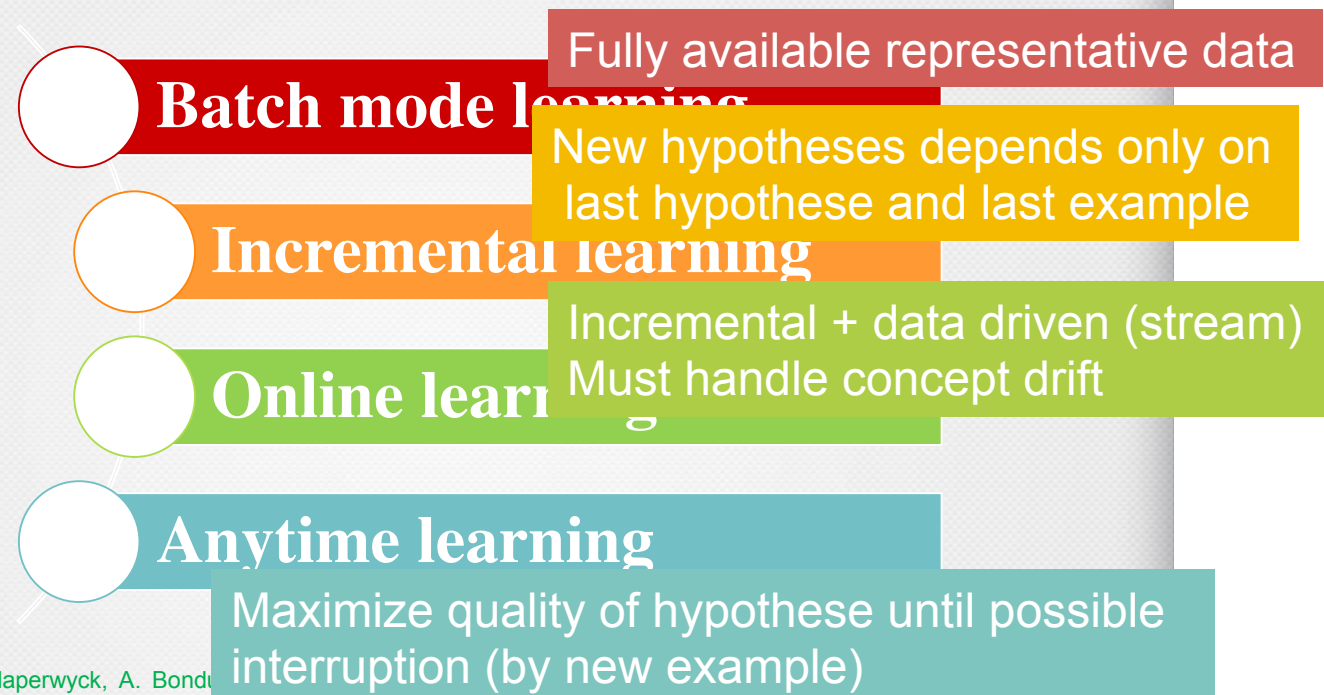 Fully available representative data
Batch mode learning
New hypotheses depends only on
last hypothese and last example
Incremental learning
Incremental + data driven (stream)
Must handle concept drift
Online lear
Anytime learning
Maximize quality of hypothese until possible
interruption (by new example)
laperwyck, A. Bondu